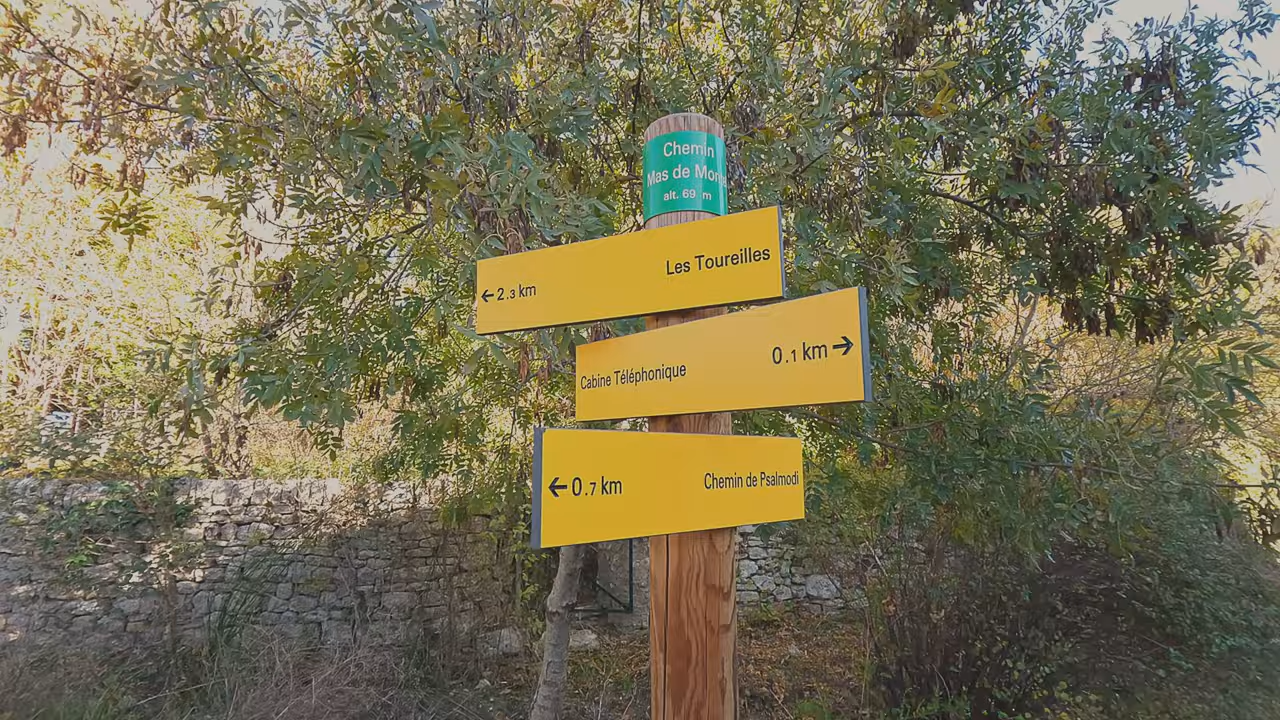 Chemin
Mas de
alt. 69 m
Les Toureilles
← 2.3 km
Cabine Téléphonique
0.1 km →
← 0.7 km
Chemin de Psalmodi